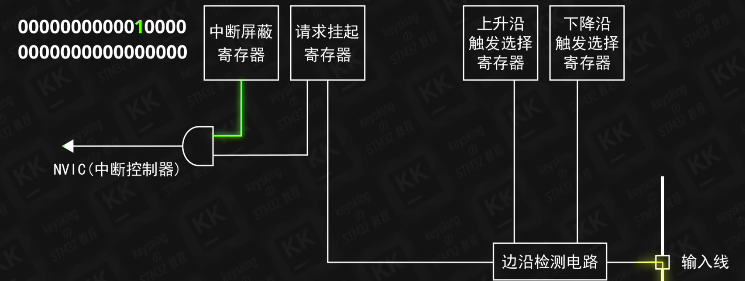 0000000000010000
0000000000000000
中断屏蔽
寄存器
请求挂起
寄存器
上升沿
触发选择
寄存器
下降沿
触发选择
寄存器
NVIC(中断控制器)
边沿检测电路
输入线